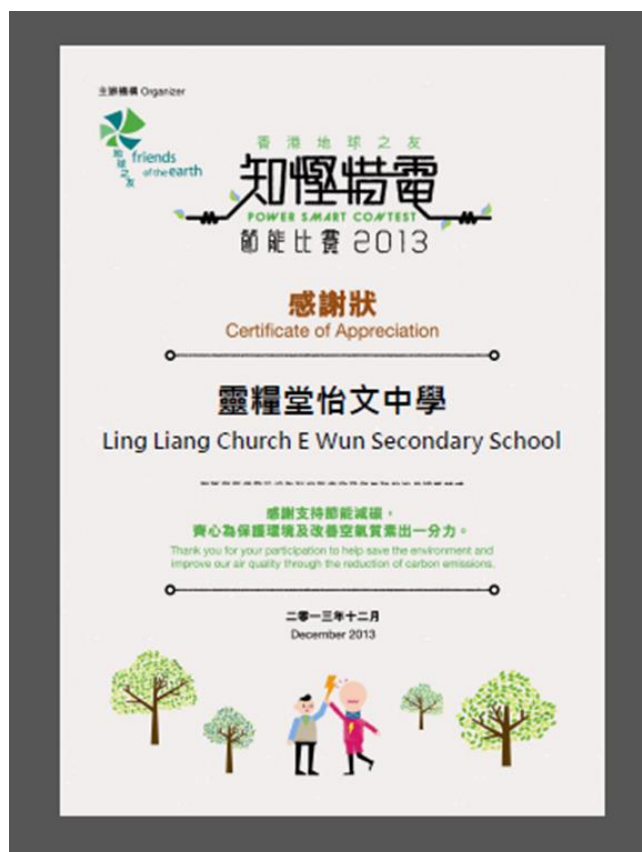 主辦機構 Organizer
地球之友 friends
of the earth
香港地球之友
知慳惜電
POWER SMART CONTEST
節能比賽 2013
感謝狀
Certificate of Appreciation
靈糧堂怡文中學
Ling Liang Church E Wun Secondary School
感謝支持節能減碳，
齊心為保護環境及改善空氣質素出一分力。
Thank you for your participation to help save the environment and
improve our air quality through the reduction of carbon emissions.
二零一三年十二月
December 2013